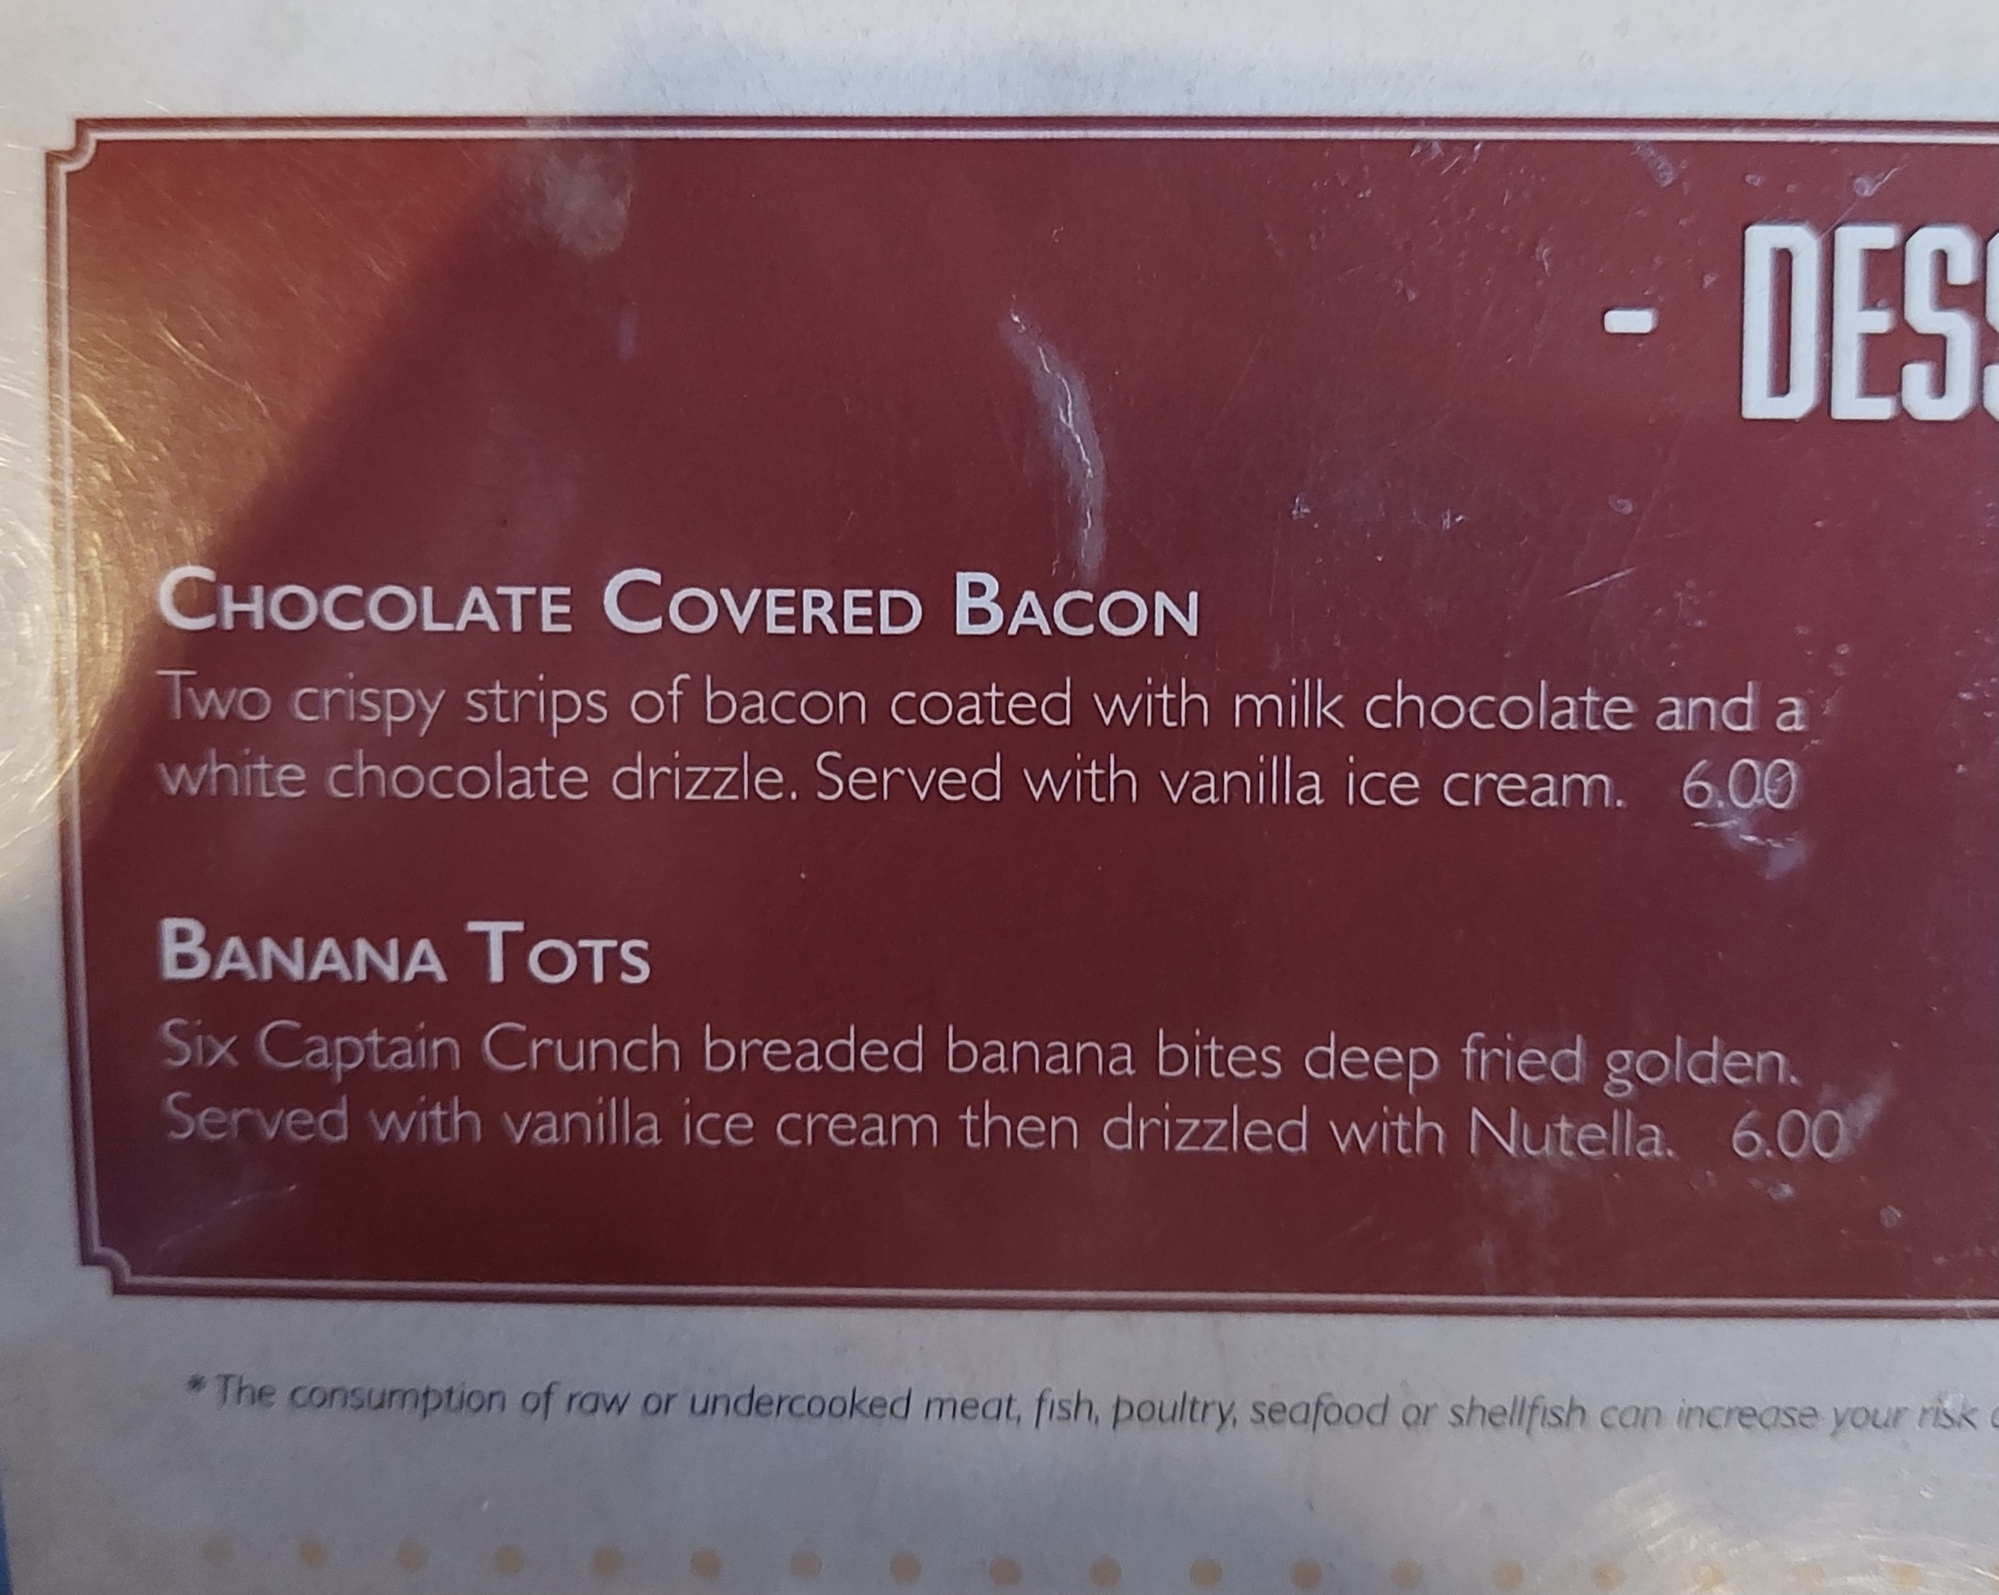 - DESS
CHOCOLATE COVERED BACON
Two crispy strips of bacon coated with milk chocolate and a
white chocolate drizzle. Served with vanilla ice cream. 6.00
BANANA TOTS
Six Captain Crunch breaded banana bites deep fried golden.
Served with vanilla ice cream then drizzled with Nutella. 6.00
* The consumption of raw or undercooked meat, fish, poultry, seafood or shellfish can increase your risk